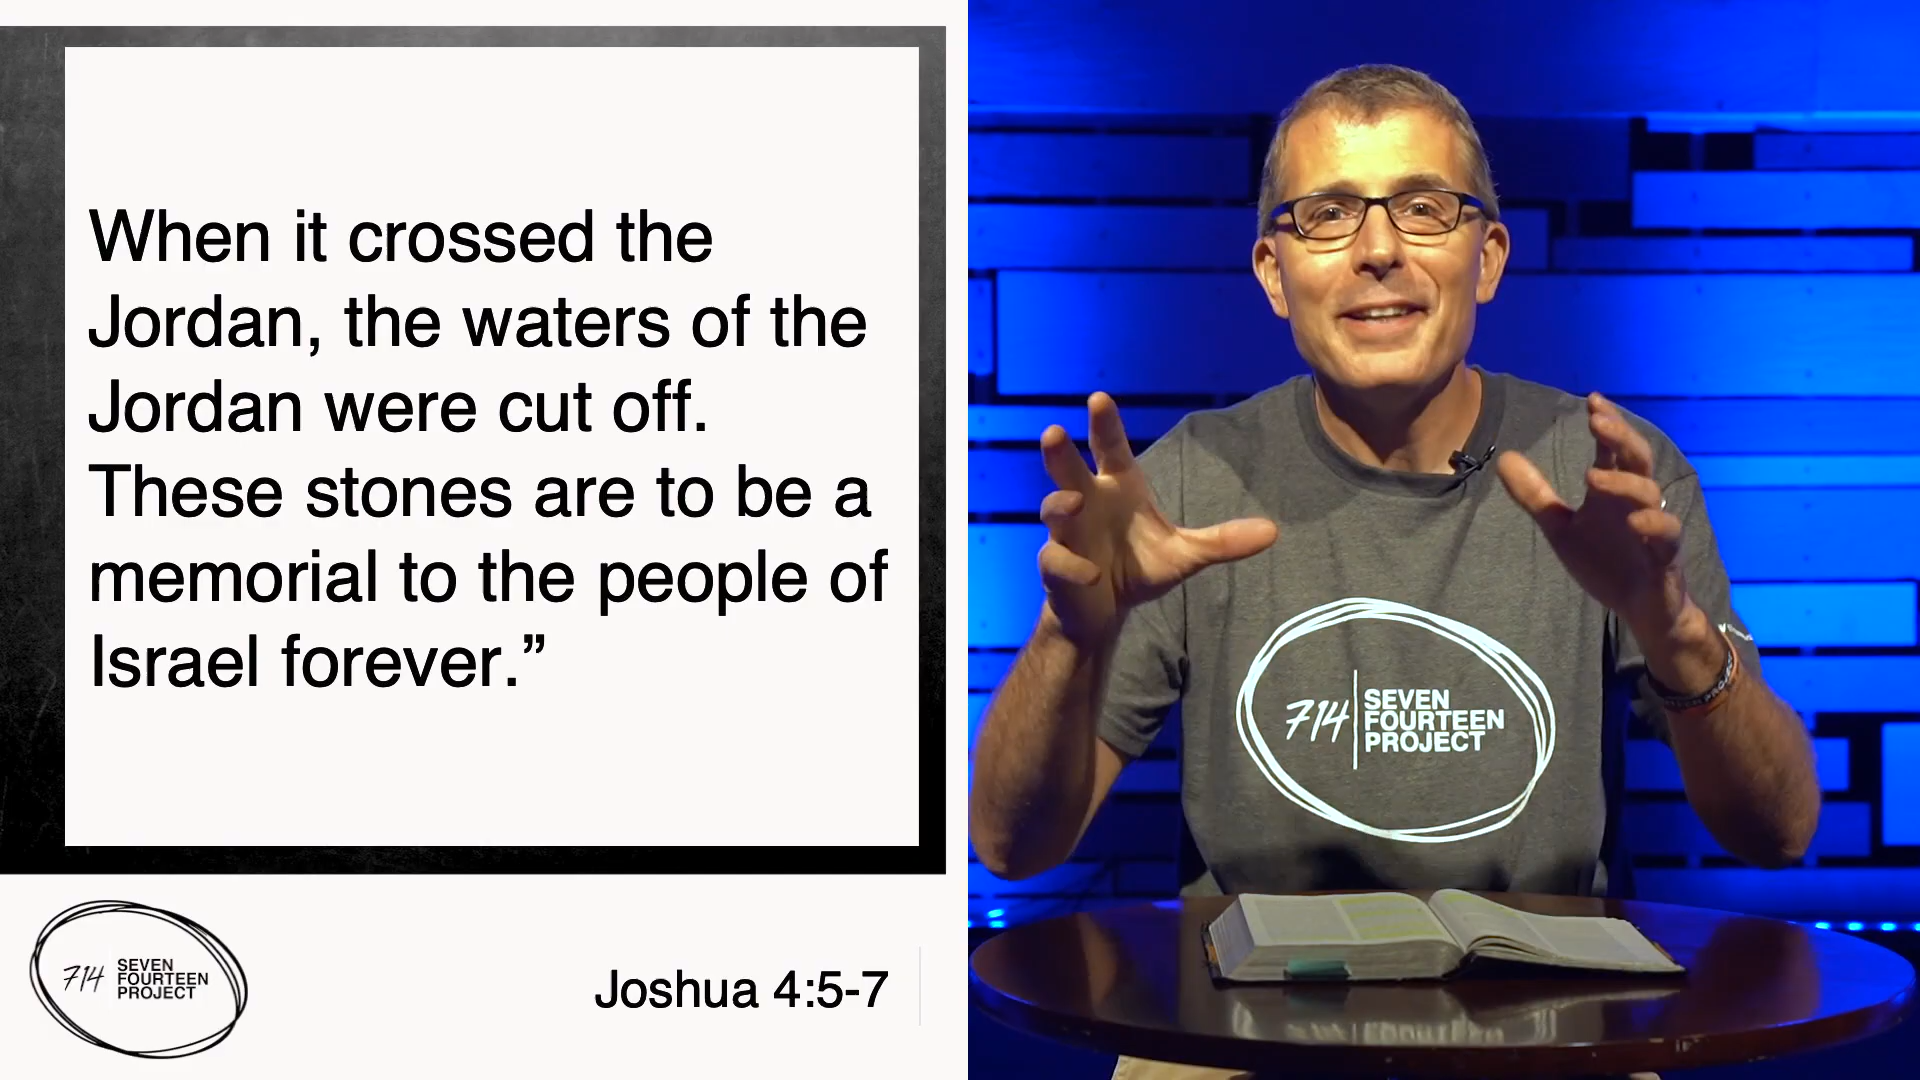 When it crossed the
Jordan, the waters of the
Jordan were cut off.
These stones are to be a
memorial to the people of
Israel forever.”
714 SEVEN
FOURTEEN
PROJECT
Joshua 4:5-7
714 SEVEN
FOURTEEN
PROJECT